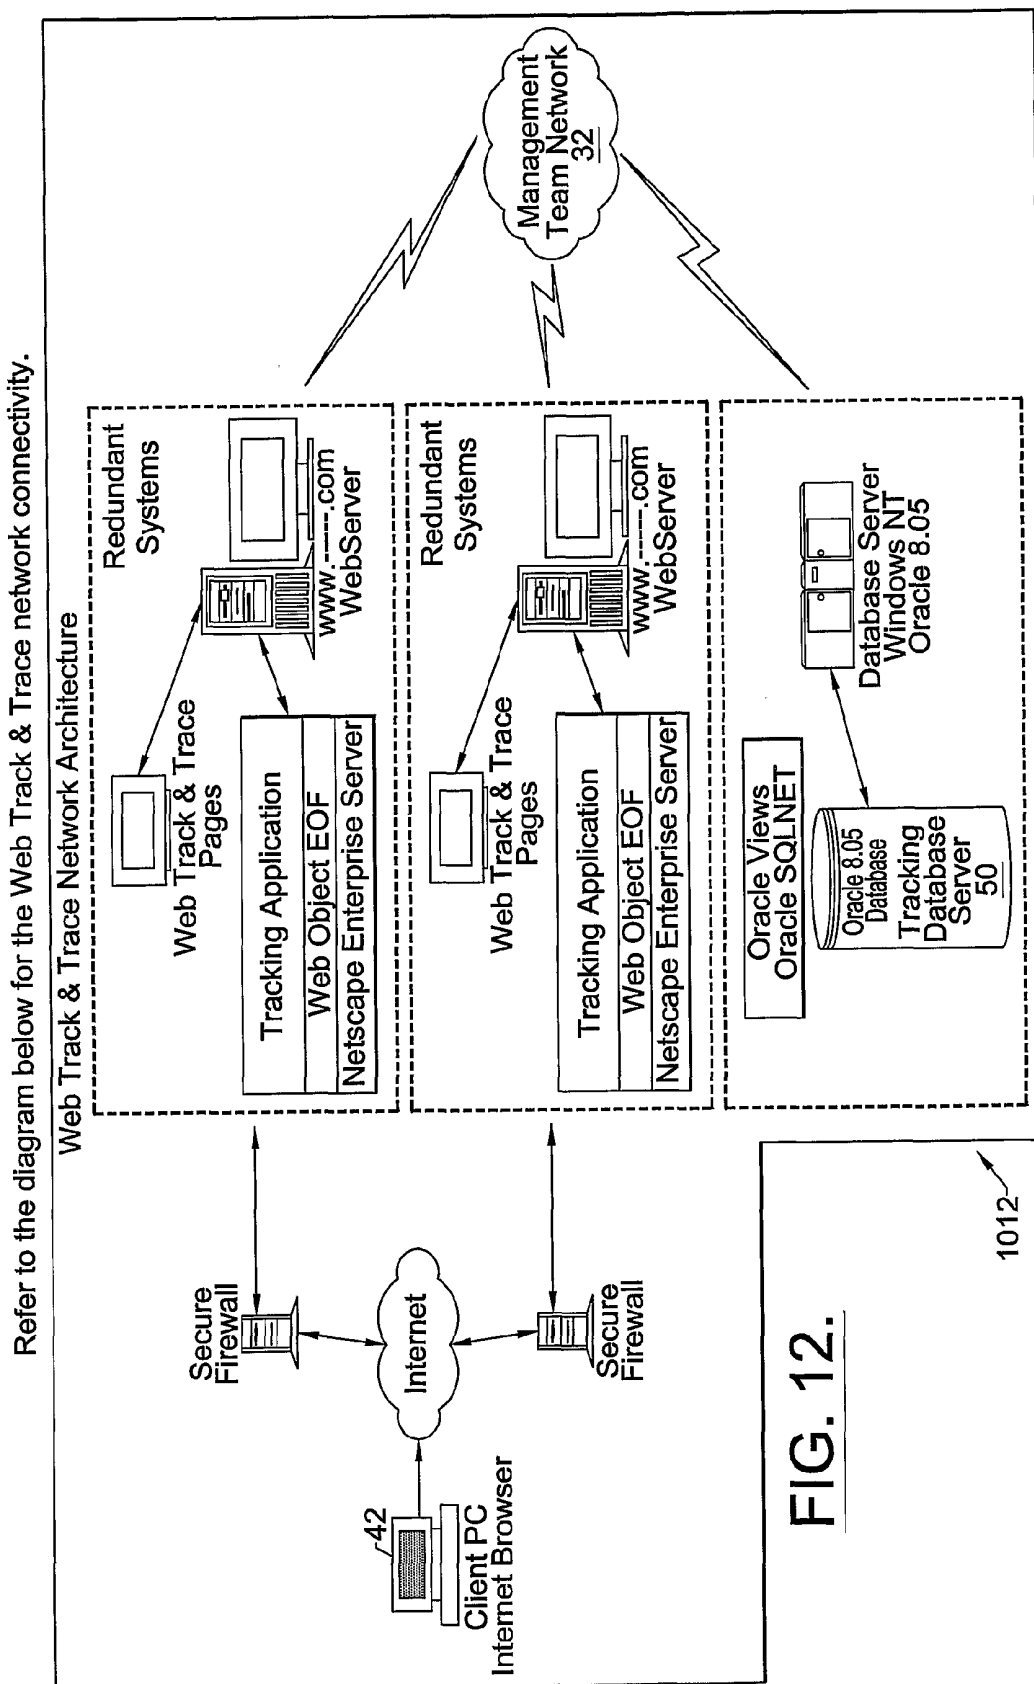 Refer to the diagram below for the Web Track & Trace network connectivity.
Web Track & Trace Network Architecture
42
Client PC
Internet Browser
Internet
Secure
Firewall
Secure
Firewall
Redundant
Systems
Web Track & Trace
Pages
Tracking Application
Web Object EOF
Netscape Enterprise Server
www.------.com
WebServer
Redundant
Systems
Web Track & Trace
Pages
Tracking Application
Web Object EOF
Netscape Enterprise Server
www.------.com
WebServer
Oracle Views
Oracle SQLNET
Oracle 8.05
Database
Tracking
Database
Server
50
Database Server
Windows NT
Oracle 8.05
Management
Team Network
32
1012
FIG. 12.